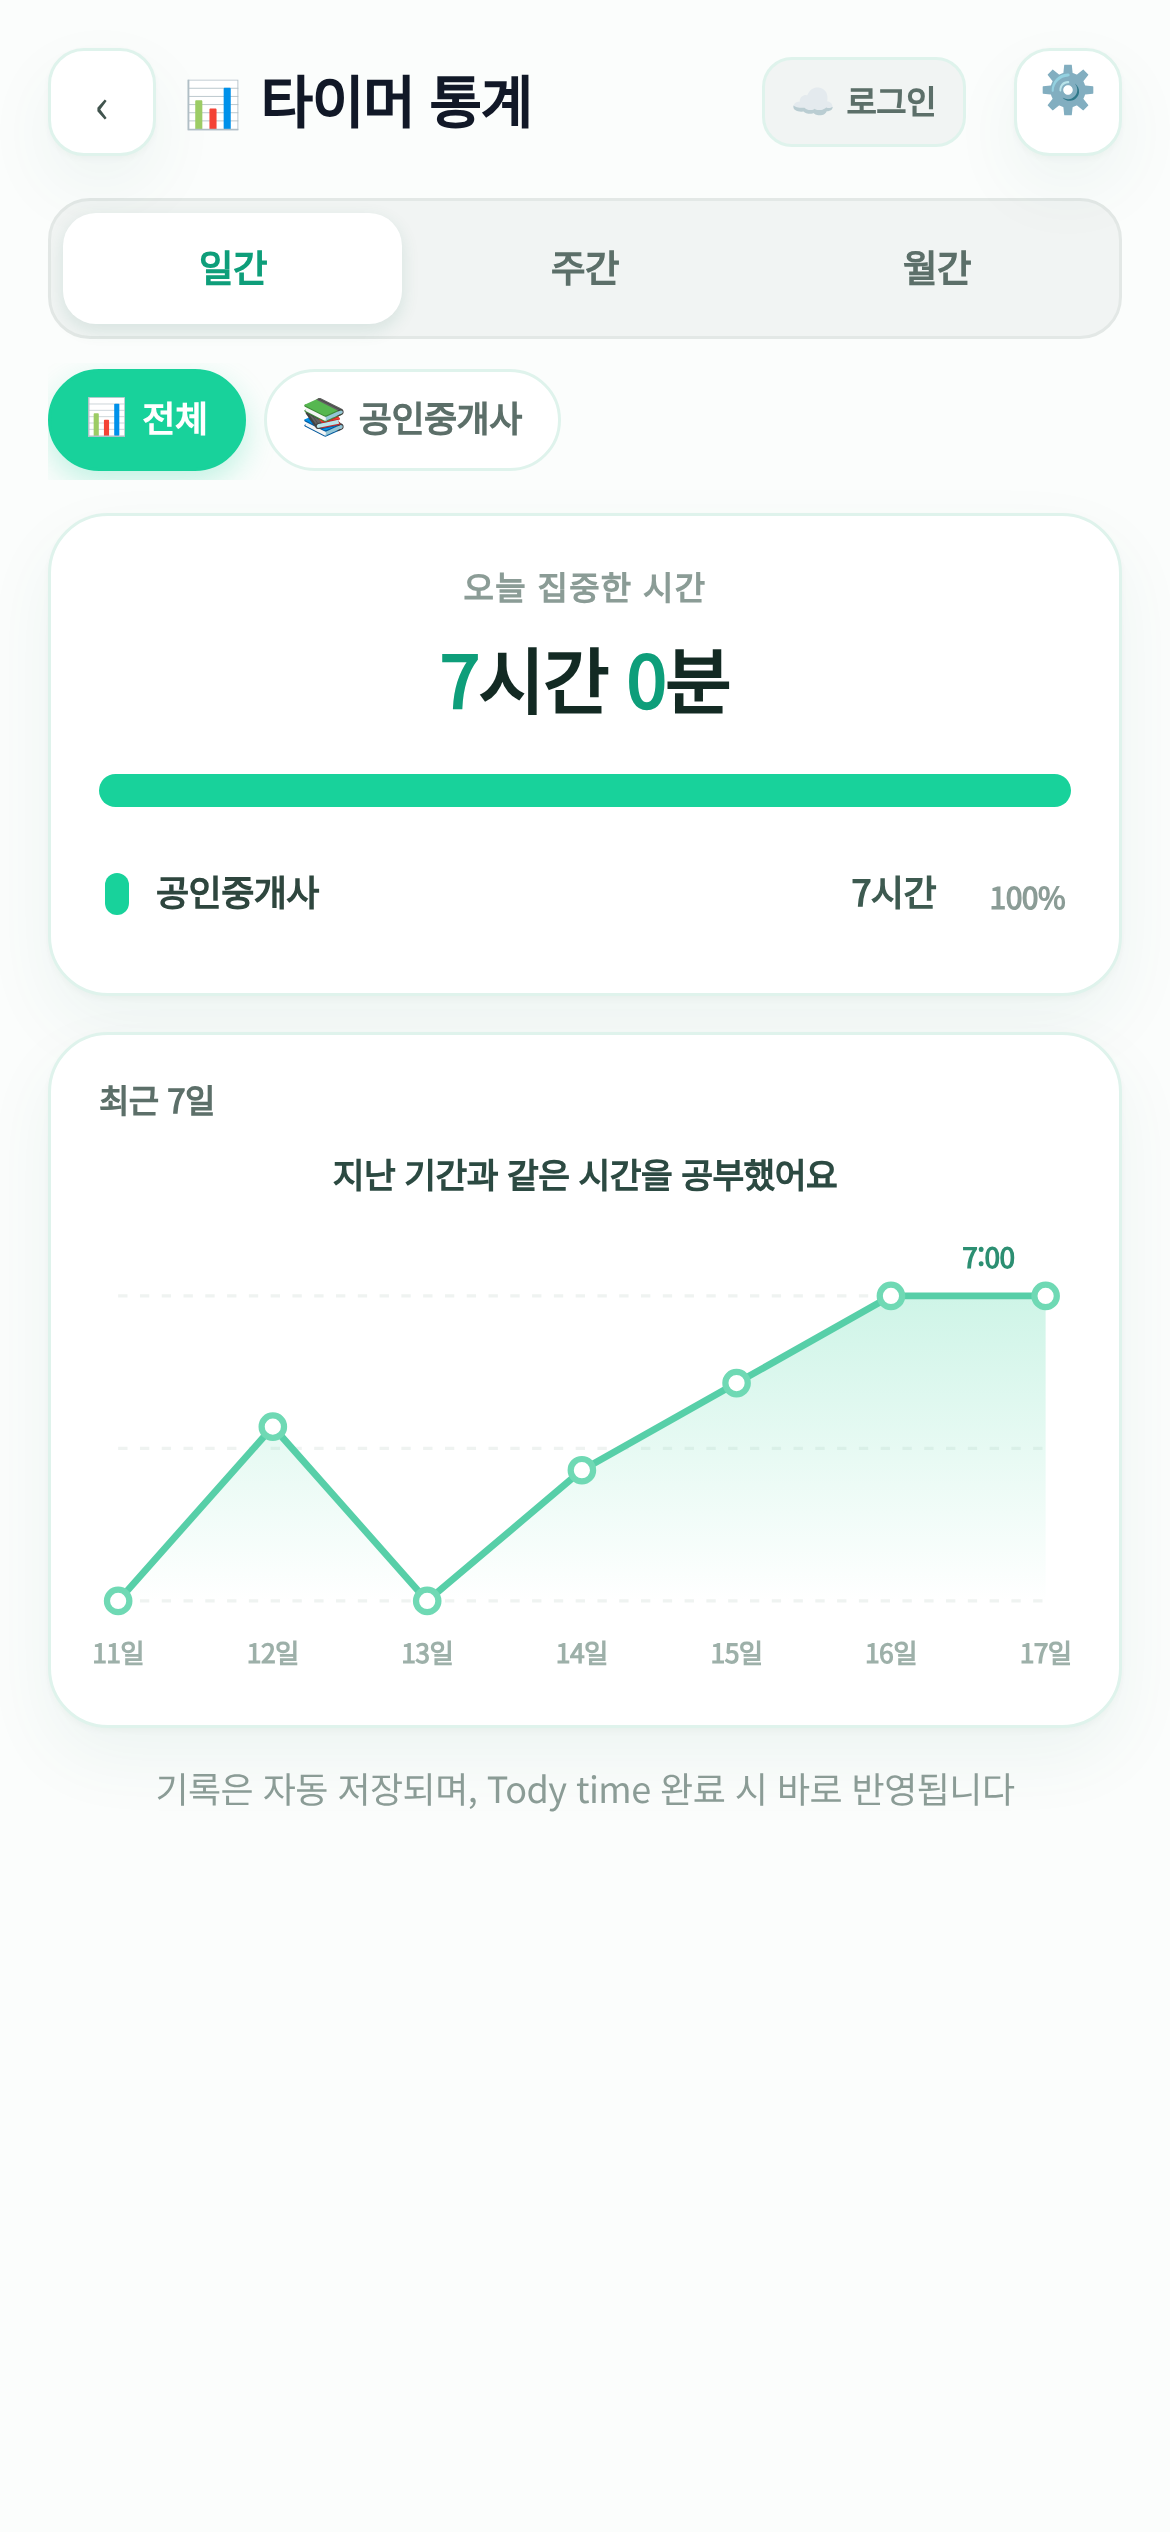 타이머 통계
로그인
일간 주간 월간
전체 공인중개사
오늘 집중한 시간
7시간 0분
공인중개사 7시간 100%
최근 7일
지난 기간과 같은 시간을 공부했어요
7:00
11일 12일 13일 14일 15일 16일 17일
기록은 자동 저장되며, Tody time 완료 시 바로 반영됩니다